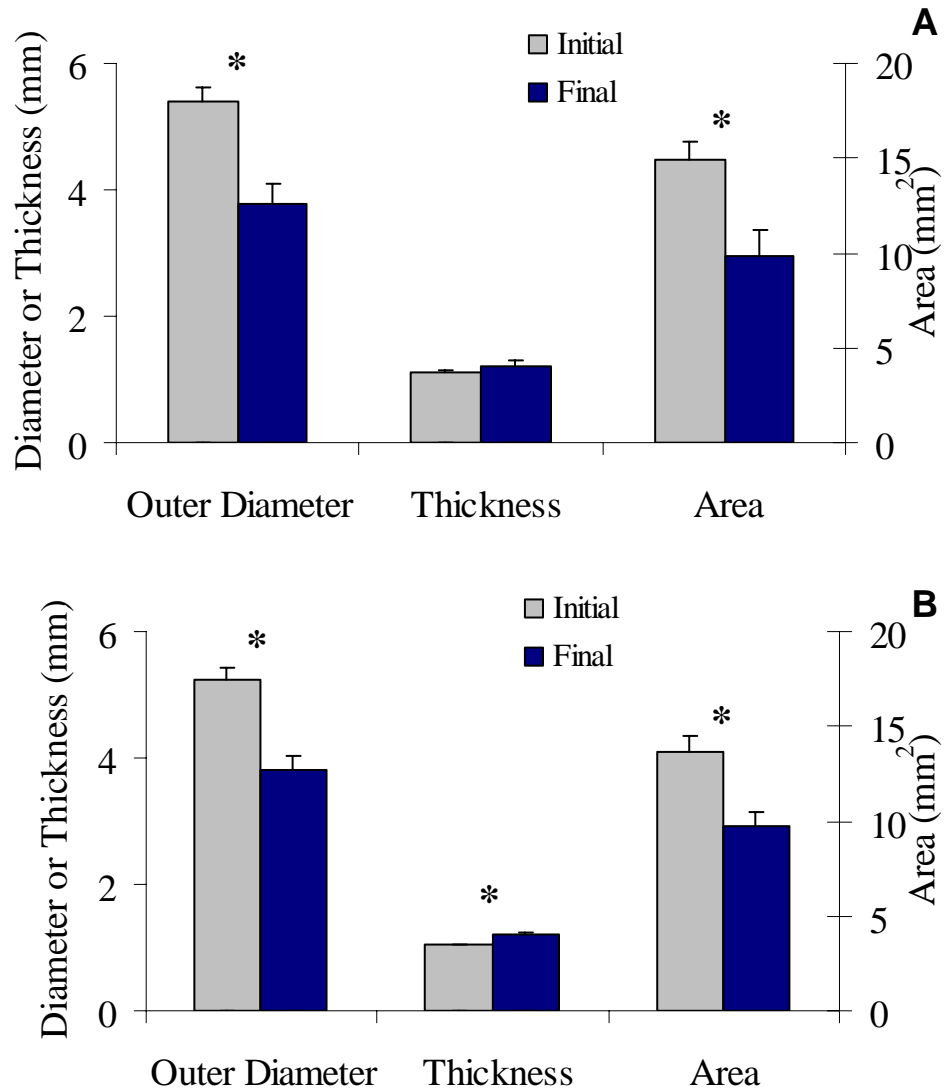 A
Initial
Final
*
*
Diameter or Thickness (mm)
6
4
2
0
20
15
10
5
0
Area (mm²)
Outer Diameter Thickness Area
B
Initial
Final
*
*
*
Diameter or Thickness (mm)
6
4
2
0
20
15
10
5
0
Area (mm²)
Outer Diameter Thickness Area